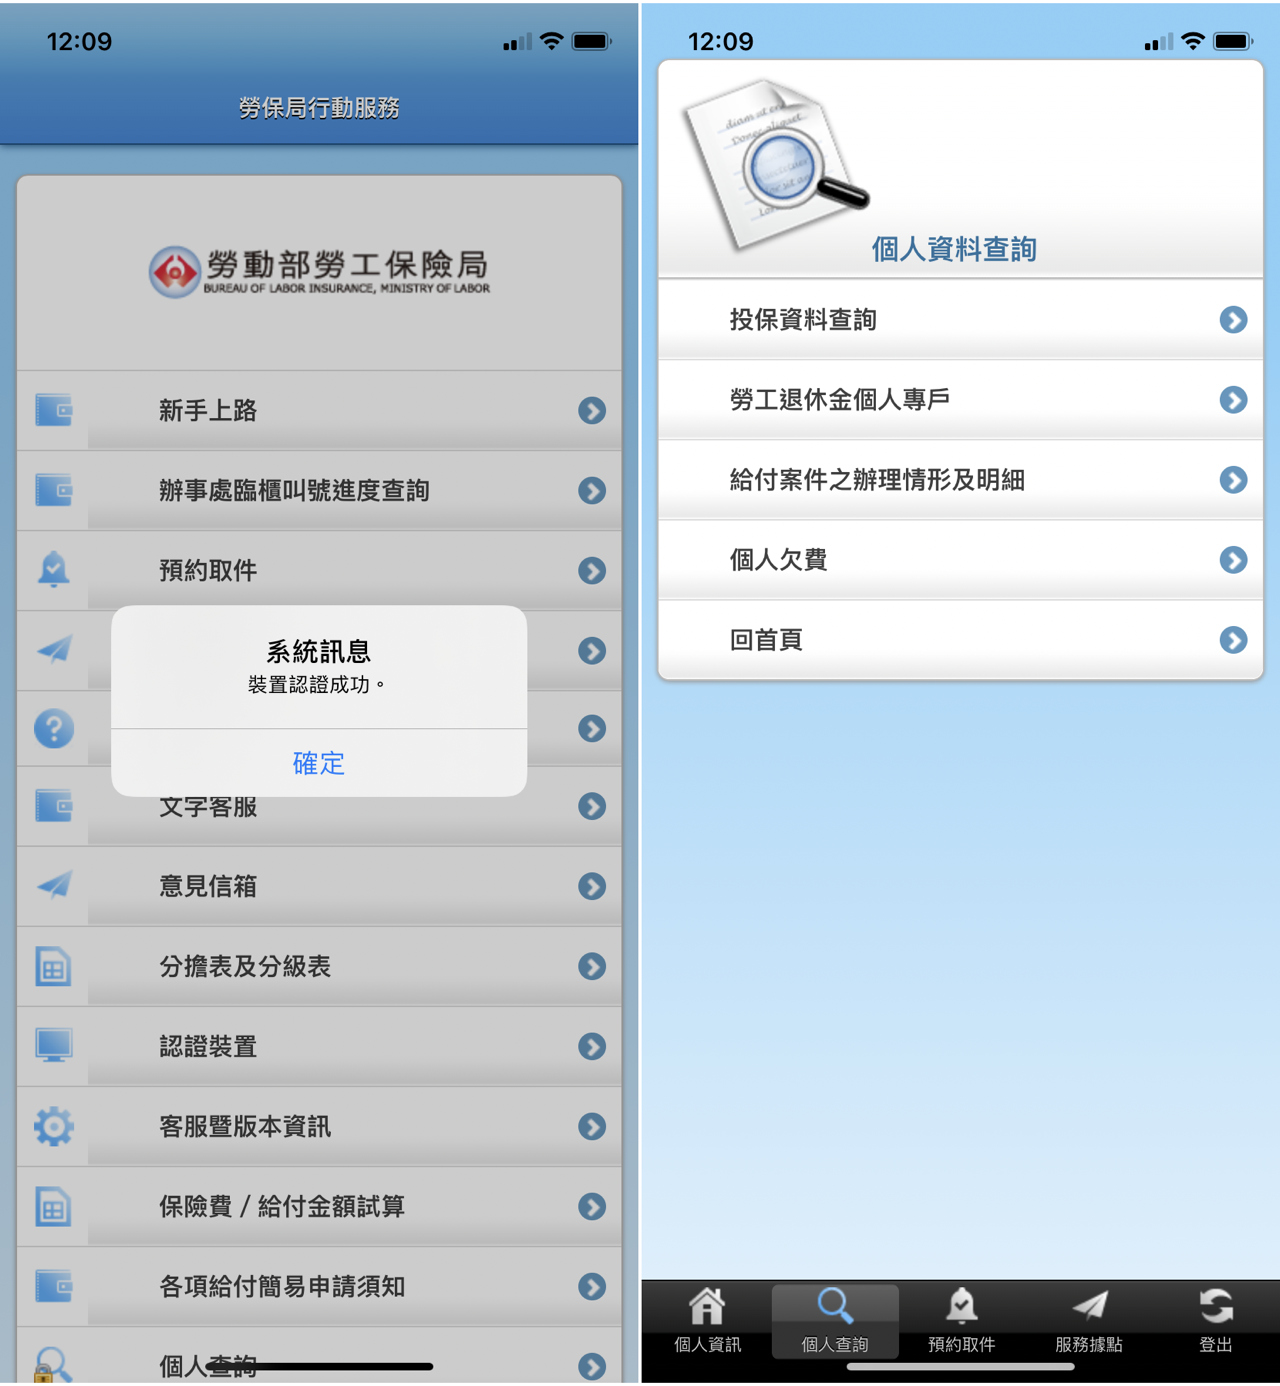 12:09
勞保局行動服務
勞動部勞工保險局
BUREAU OF LABOR INSURANCE, MINISTRY OF LABOR
新手上路
辦事處臨櫃叫號進度查詢
預約取件
系統訊息
裝置認證成功。
確定
文字客服
意見信箱
分擔表及分級表
認證裝置
客服暨版本資訊
保險費 / 給付金額試算
各項給付簡易申請須知
個人查詢
12:09
diam at
Donec aliquet
個人資料查詢
投保資料查詢
勞工退休金個人專戶
給付案件之辦理情形及明細
個人欠費
回首頁
個人資訊
個人查詢
預約取件
服務據點
登出